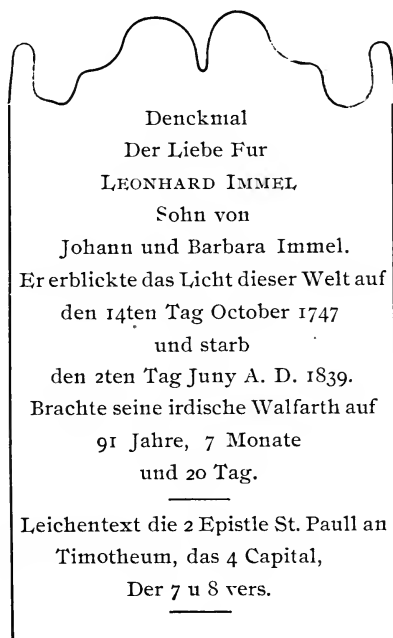 Denckmal
Der Liebe Fur
LEONHARD IMMEL
Sohn von
Johann und Barbara Immel.
Er erblickte das Licht dieser Welt auf
den 14ten Tag October 1747
und starb
den 2ten Tag Juny A. D. 1839.
Brachte seine irdische Walfarth auf
91 Jahre, 7 Monate
und 20 Tag.
Leichentext die 2 Epistle St. Paull an
Timotheum, das 4 Capital,
Der 7 u 8 vers.